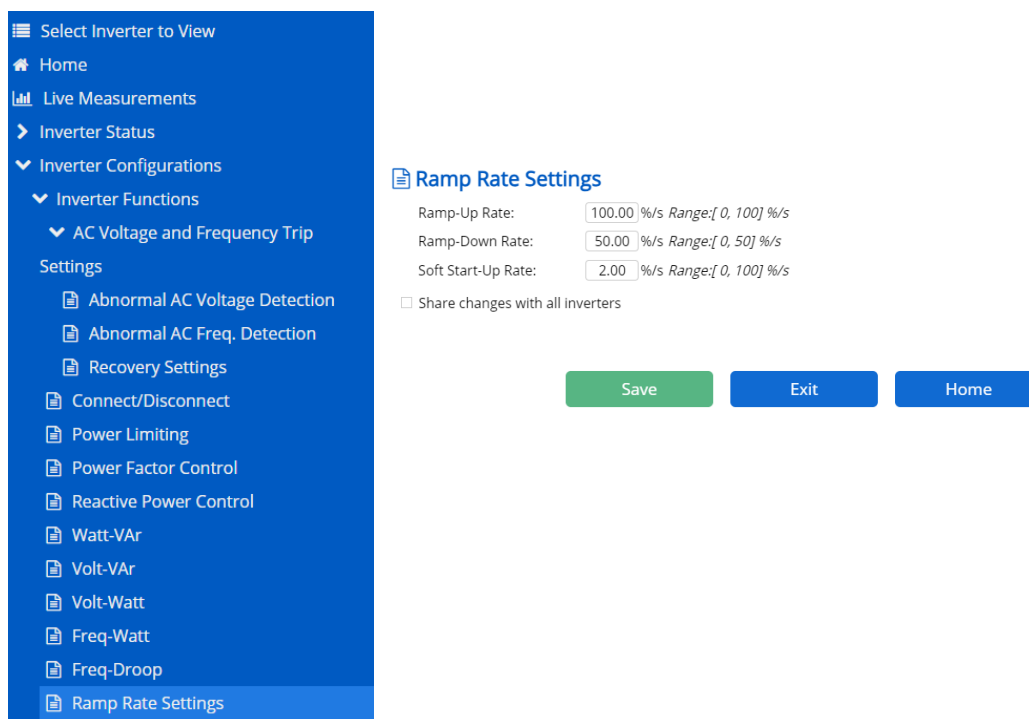 Select Inverter to View
Home
Live Measurements
Inverter Status
Inverter Configurations
Inverter Functions
AC Voltage and Frequency Trip
Settings
Abnormal AC Voltage Detection
Abnormal AC Freq. Detection
Recovery Settings
Connect/Disconnect
Power Limiting
Power Factor Control
Reactive Power Control
Watt-VAr
Volt-VAr
Volt-Watt
Freq-Watt
Freq-Droop
Ramp Rate Settings
Ramp Rate Settings
Ramp-Up Rate: 100.00 %/s Range:[ 0, 100] %/s
Ramp-Down Rate: 50.00 %/s Range:[ 0, 50] %/s
Soft Start-Up Rate: 2.00 %/s Range:[ 0, 100] %/s
Share changes with all inverters
Save Exit Home